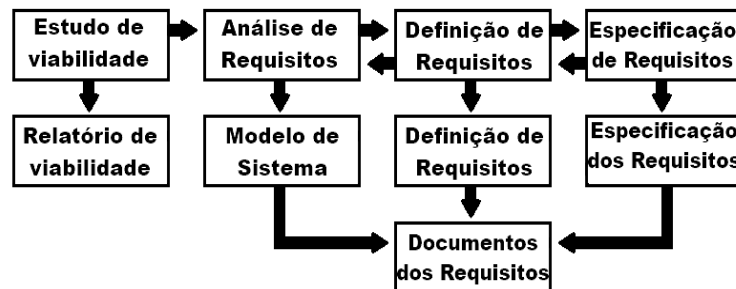 Estudo de
viabilidade
Análise de
Requisitos
Definição de
Requisitos
Especificação
de Requisitos
Relatório de
viabilidade
Modelo de
Sistema
Definição de
Requisitos
Especificação
dos Requisitos
Documentos
dos Requisitos